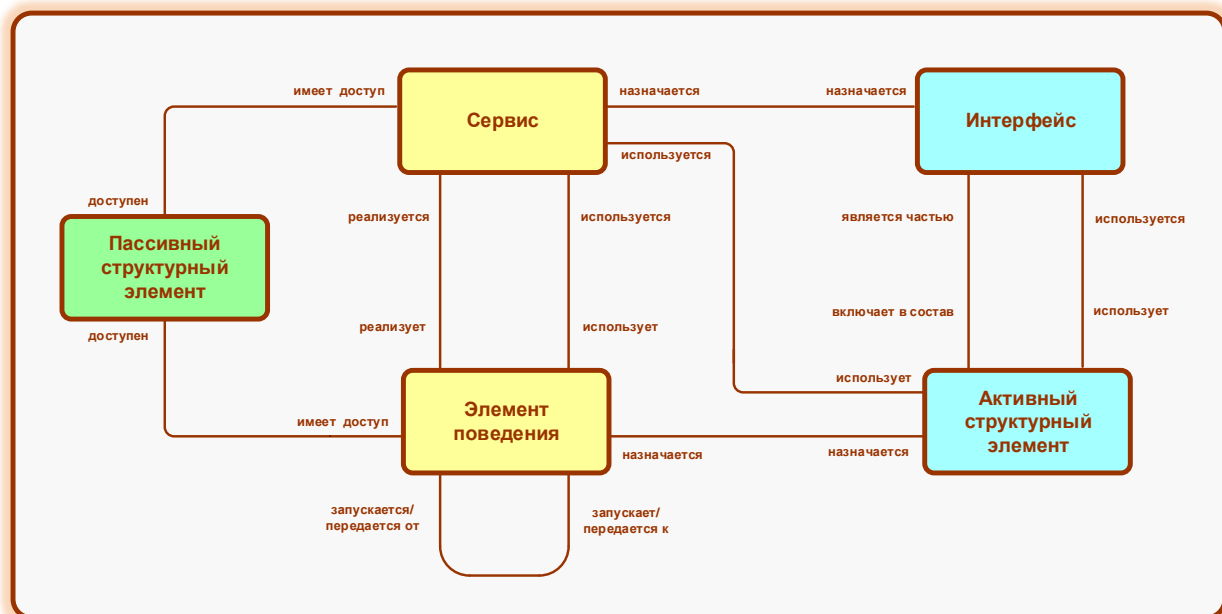 имеет доступ
назначается
назначается
Сервис
Интерфейс
используется
доступен
реализуется
используется
является частью
используется
Пассивный
структурный
элемент
доступен
реализует
использует
включает в состав
использует
использует
Элемент
поведения
Активный
структурный
элемент
имеет доступ
назначается
назначается
запускается/
передается от
запускает/
передается к